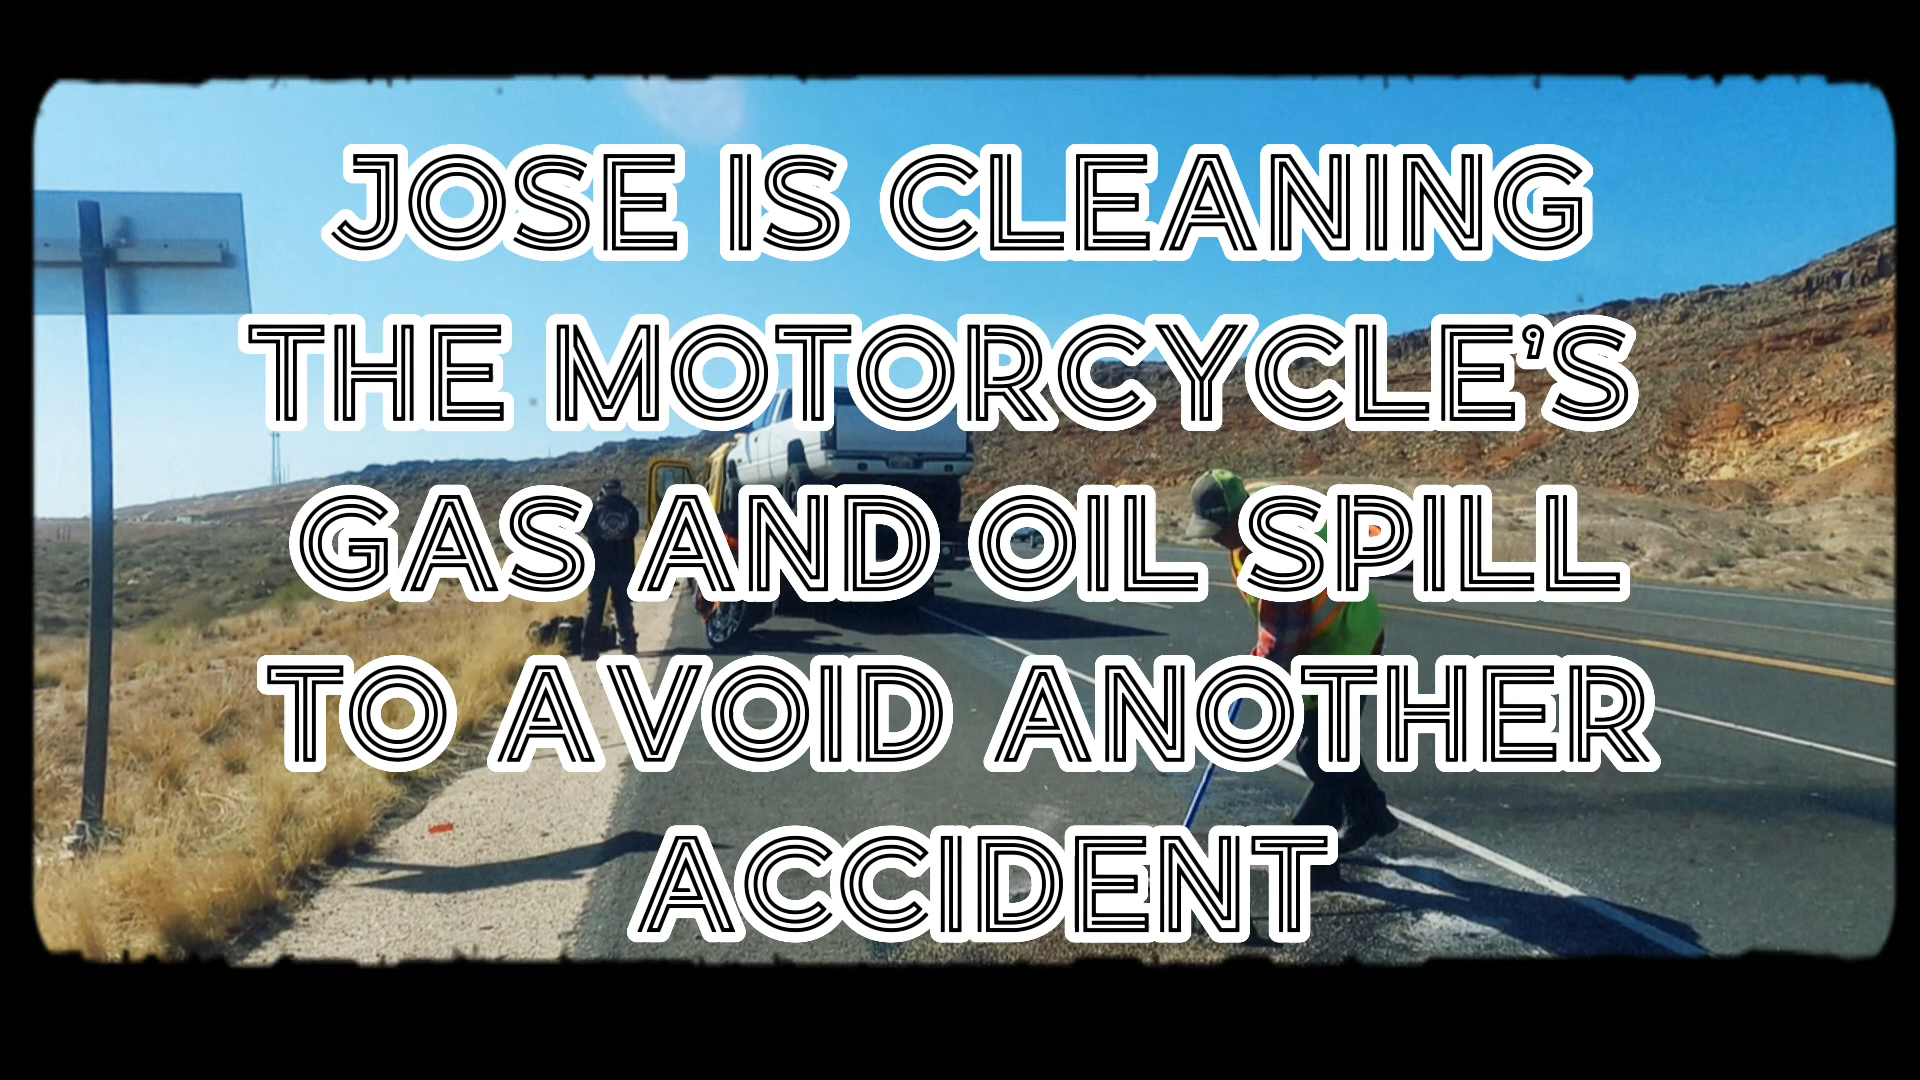 JOSE IS CLEANING
THE MOTORCYCLE'S
GAS AND OIL SPILL
TO AVOID ANOTHER
ACCIDENT